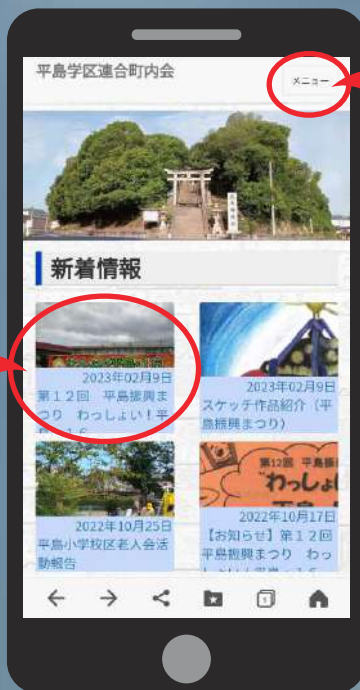 平島学区連合町内会
メニュー
新着情報
2023年02月9日
第12回 平島振興ま
つり わっしょい！平
2023年02月9日
スケッチ作品紹介（平
島振興まつり）
第12回 平島振
わっしょい
2022年10月25日
平島小学校区老人会活
動報告
2022年10月17日
【お知らせ】第12回
平島振興まつり わっ